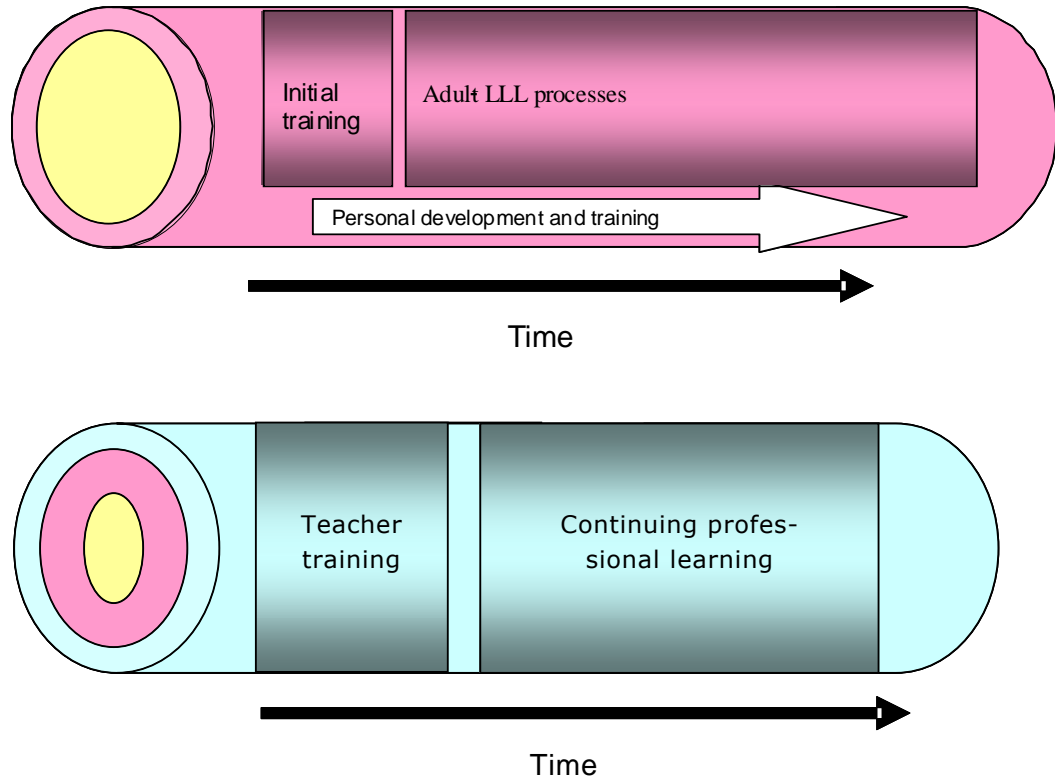 Initial
training
Adult LLL processes
Personal development and training
Time
Teacher
training
Continuing profes-
sional learning
Time